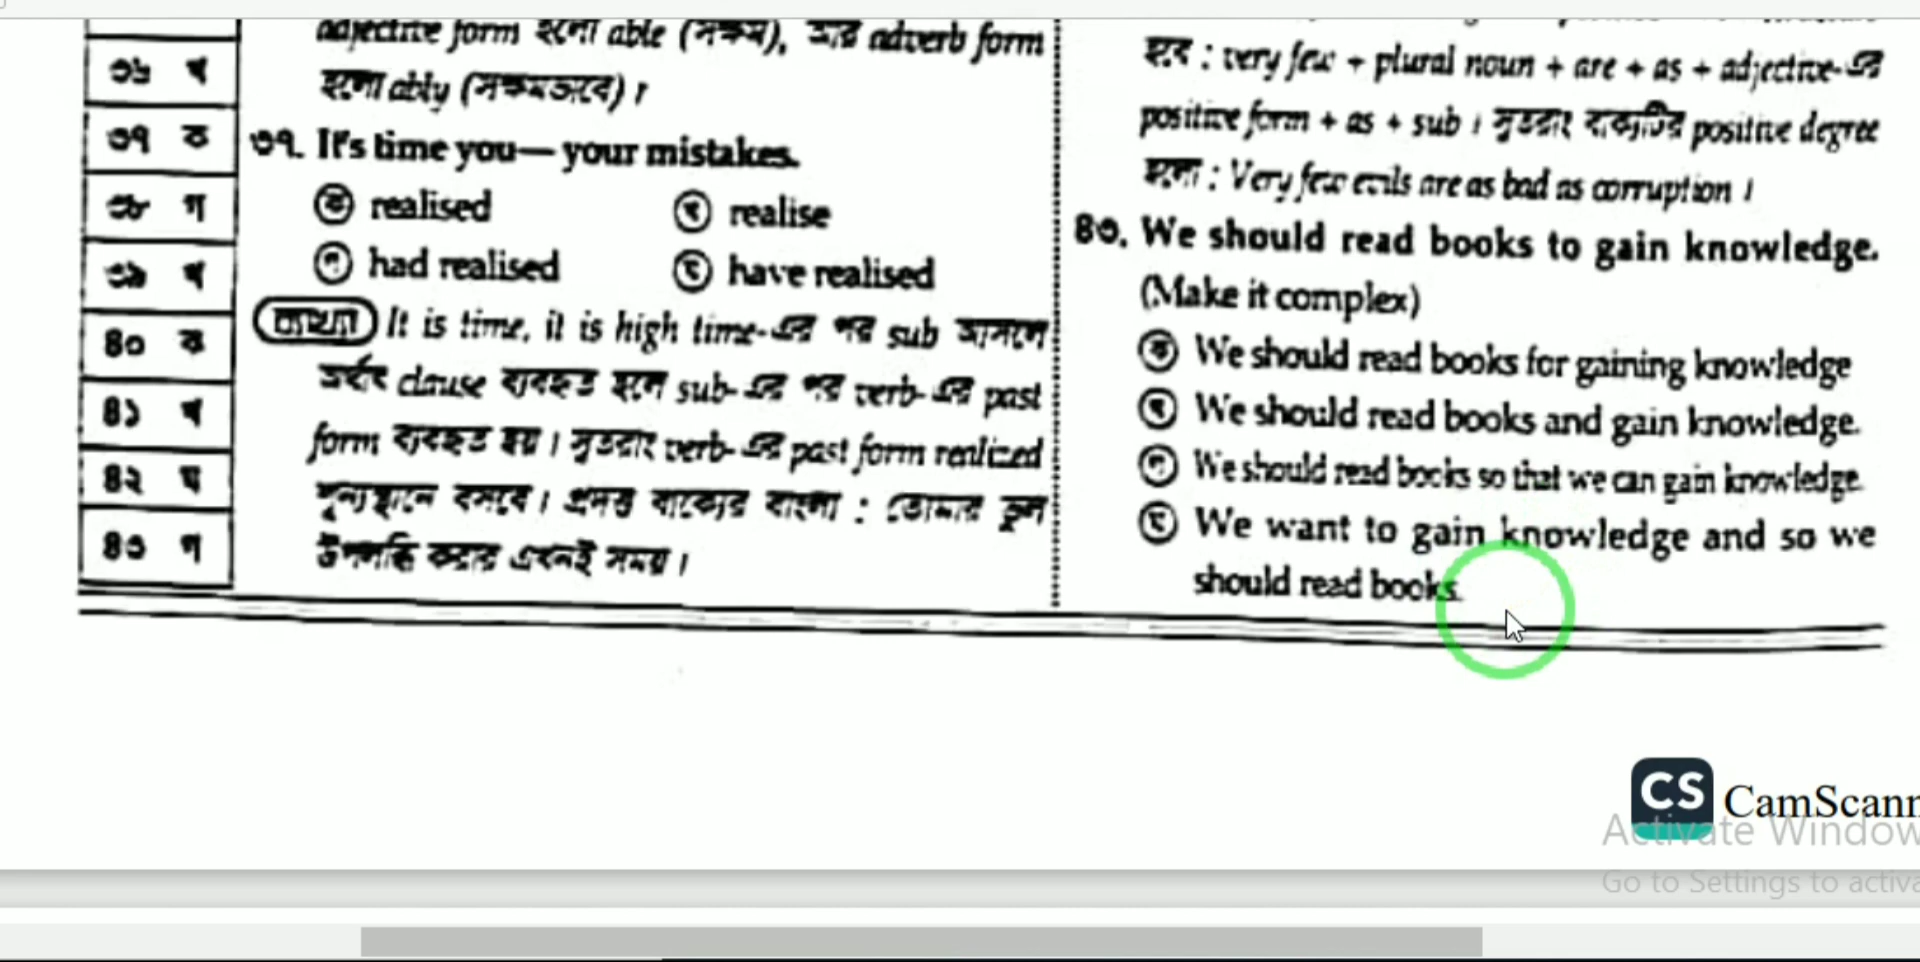 ৩৬ খ
৩৭ ক
৩৮ গ
৩৯ খ
৪০ ক
৪১ খ
৪২ ঘ
৪৩ গ
adjective form হলো able (সক্ষম), আর adverb form
হলো ably (সক্ষমভাবে)।
৩৭. It's time you— your mistakes.
ক realised
খ realise
গ had realised
ঘ have realised
ব্যাখ্যা It is time, it is high time-এর পর sub আসলে
অর্থাৎ clause ব্যবহৃত হলে sub-এর পর verb-এর past
form ব্যবহৃত হয়। সুতরাং verb-এর past form realized
শূন্যস্থানে বসবে। প্রদত্ত বাক্যের বাংলা : তোমার ভুল
উপলব্ধি করার এখনই সময়।
হবে : very few + plural noun + are + as + adjective-এর
positive form + as + sub। সুতরাং বাক্যটির positive degree
হলো : Very few evils are as bad as corruption।
৪৩. We should read books to gain knowledge.
(Make it complex)
ক We should read books for gaining knowledge
খ We should read books and gain knowledge.
গ We should read books so that we can gain knowledge.
ঘ We want to gain knowledge and so we
should read books.
CS CamScann
Activate Window
Go to Settings to activa